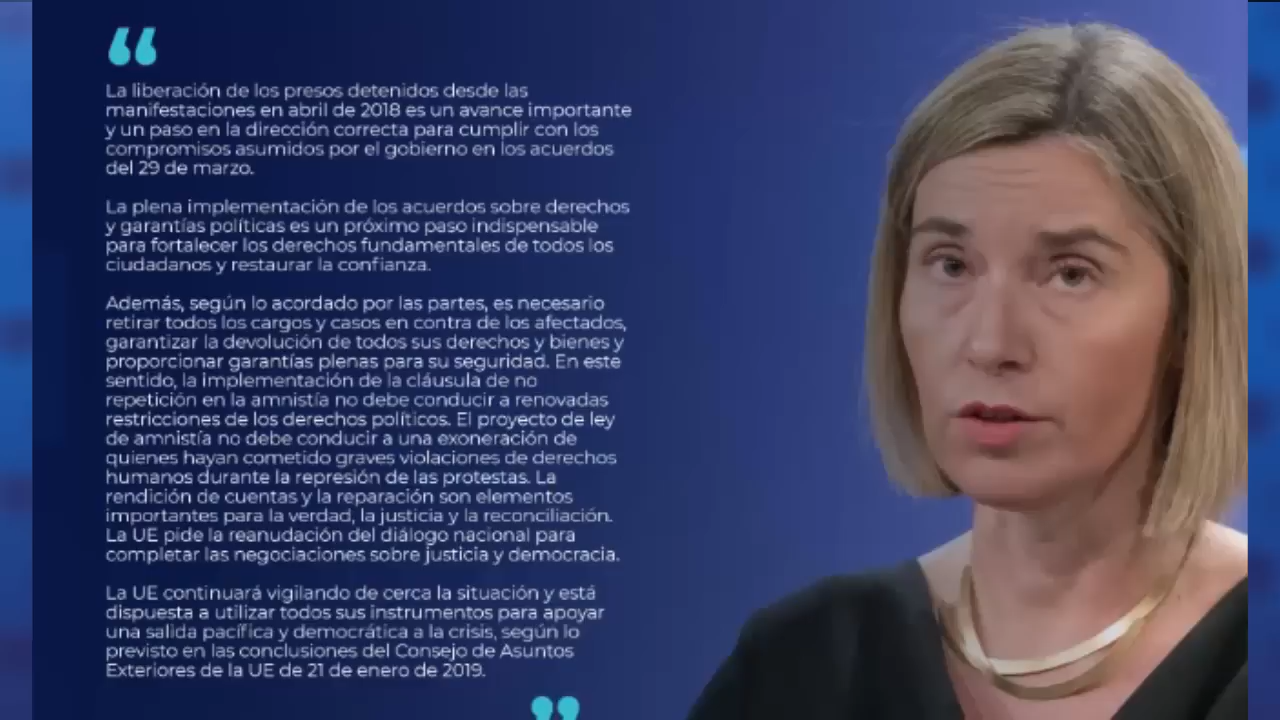 “
La liberación de los presos detenidos desde las
manifestaciones en abril de 2018 es un avance importante
y un paso en la dirección correcta para cumplir con los
compromisos asumidos por el gobierno en los acuerdos
del 29 de marzo.
La plena implementación de los acuerdos sobre derechos
y garantías políticas es un próximo paso indispensable
para fortalecer los derechos fundamentales de todos los
ciudadanos y restaurar la confianza.
Además, según lo acordado por las partes, es necesario
retirar todos los cargos y casos en contra de los afectados,
garantizar la devolución de todos sus derechos y bienes y
proporcionar garantías plenas para su seguridad. En este
sentido, la implementación de la cláusula de no
repetición en la amnistía no debe conducir a renovadas
restricciones de los derechos políticos. El proyecto de ley
de amnistía no debe conducir a una exoneración de
quienes hayan cometido graves violaciones de derechos
humanos durante la represión de las protestas. La
rendición de cuentas y la reparación son elementos
importantes para la verdad, la justicia y la reconciliación.
La UE pide la reanudación del diálogo nacional para
completar las negociaciones sobre justicia y democracia.
La UE continuará vigilando de cerca la situación y está
dispuesta a utilizar todos sus instrumentos para apoyar
una salida pacífica y democrática a la crisis, según lo
previsto en las conclusiones del Consejo de Asuntos
Exteriores de la UE de 21 de enero de 2019.
”